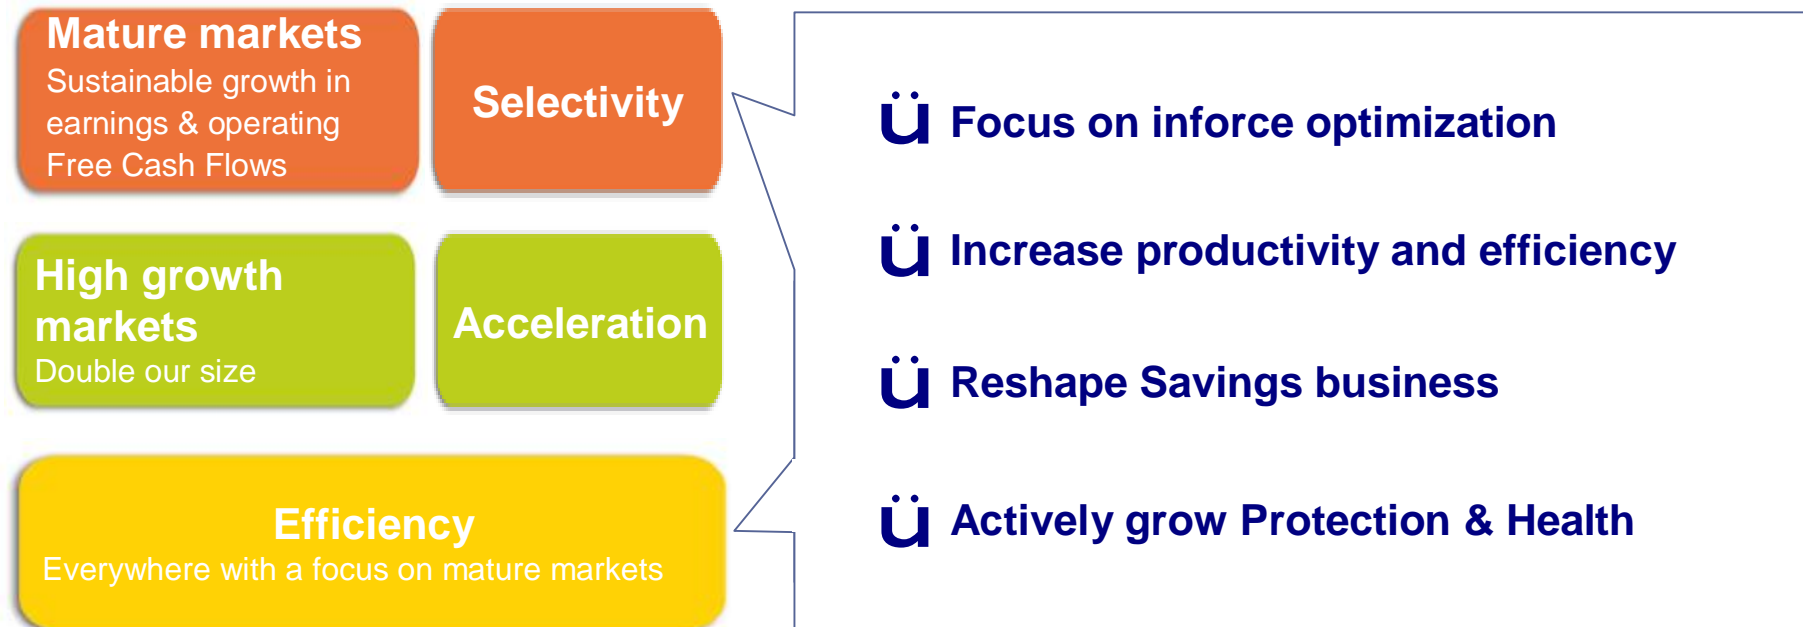 Mature markets
Sustainable growth in
earnings & operating
Free Cash Flows
Selectivity
High growth
markets
Double our size
Acceleration
Efficiency
Everywhere with a focus on mature markets
ü Focus on inforce optimization
ü Increase productivity and efficiency
ü Reshape Savings business
ü Actively grow Protection & Health